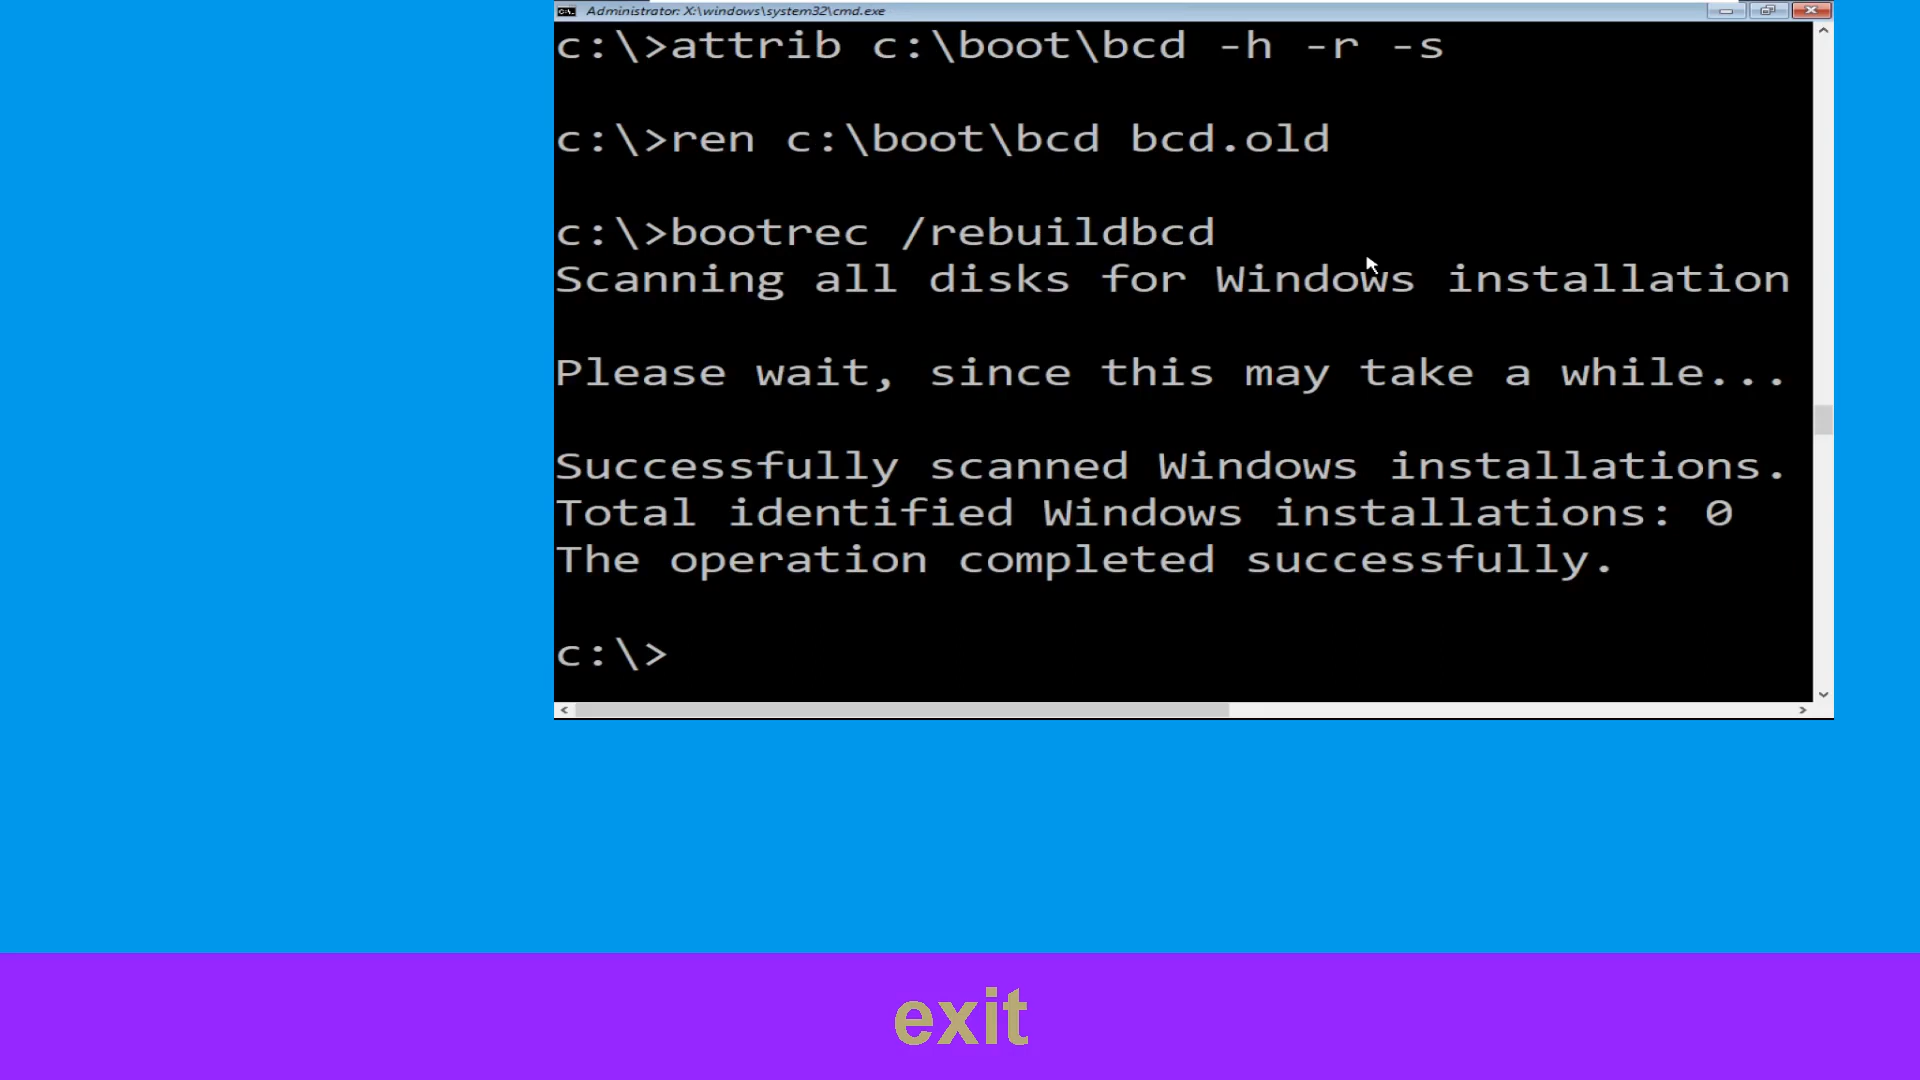 Administrator: X:\windows\system32\cmd.exe
c:\>attrib c:\boot\bcd -h -r -s
c:\>ren c:\boot\bcd bcd.old
c:\>bootrec /rebuildbcd
Scanning all disks for Windows installation
Please wait, since this may take a while...
Successfully scanned Windows installations.
Total identified Windows installations: 0
The operation completed successfully.
c:\>
exit